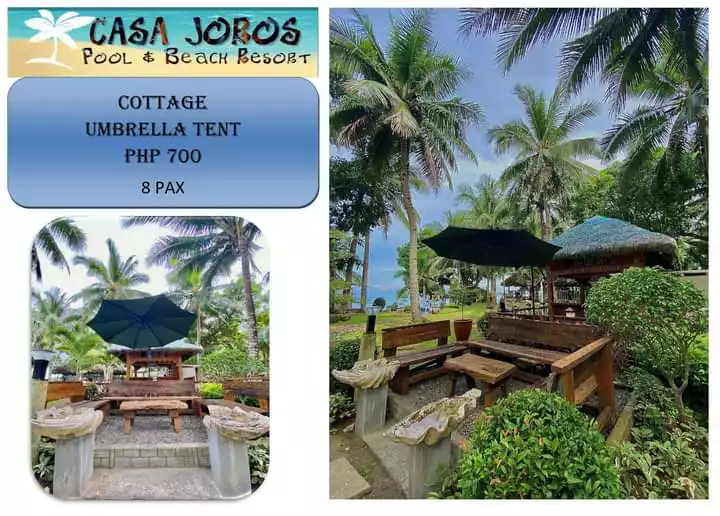 CASA JOROS
POOL & BEACH RESORT
COTTAGE
UMBRELLA TENT
PHP 700
8 PAX